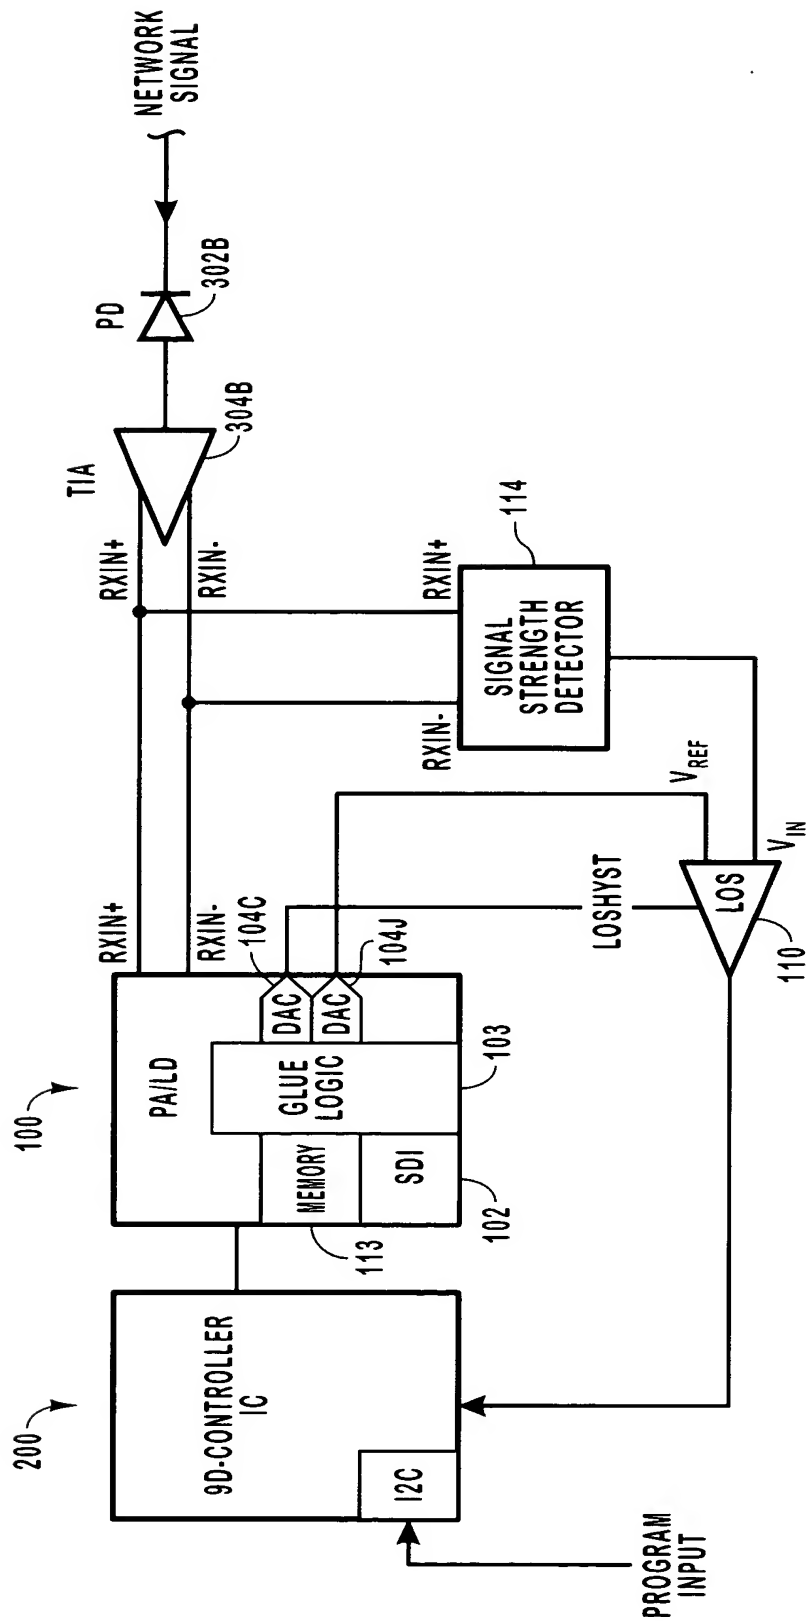 NETWORK
SIGNAL
PD
302B
TIA
304B
RXIN+
RXIN-
RXIN+
RXIN-
SIGNAL
STRENGTH
DETECTOR
114
RXIN+
RXIN-
100
PA/LD
DAC
104C
DAC
104J
GLUE
LOGIC
103
MEMORY
113
SDI
102
VREF
VIN
LOSHYST
LOS
110
200
9D-CONTROLLER
IC
I2C
PROGRAM
INPUT